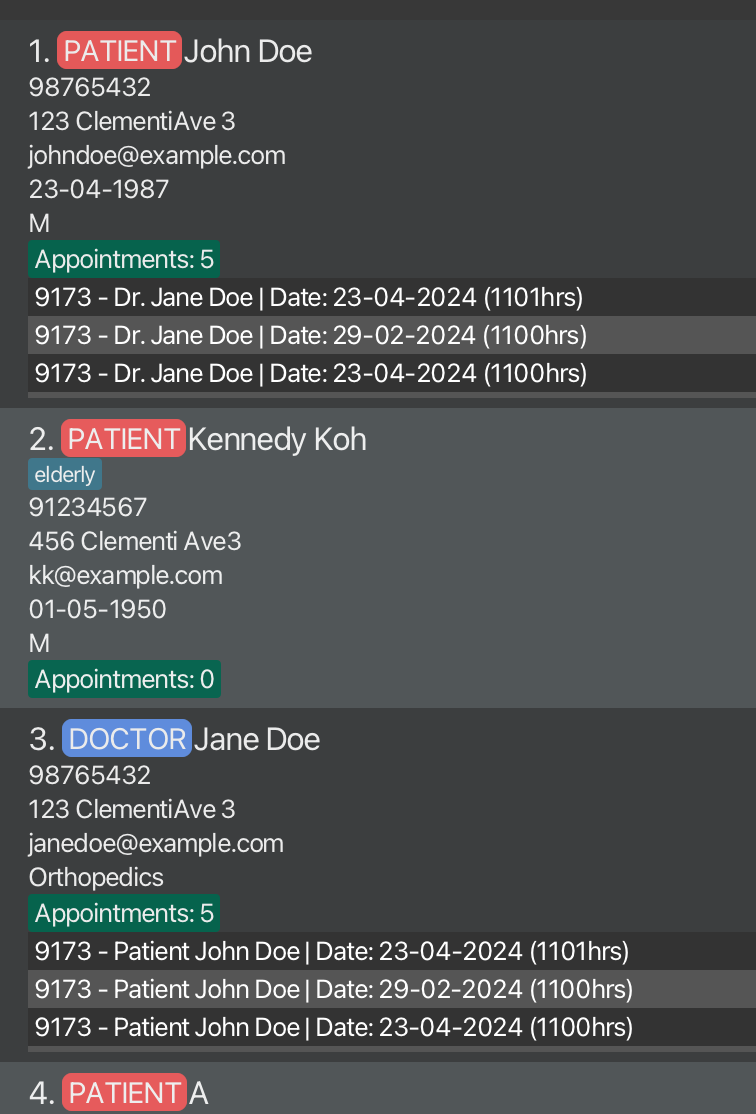 1. PATIENT John Doe
98765432
123 ClementiAve 3
johndoe@example.com
23-04-1987
M
Appointments: 5
9173 - Dr. Jane Doe | Date: 23-04-2024 (1101hrs)
9173 - Dr. Jane Doe | Date: 29-02-2024 (1100hrs)
9173 - Dr. Jane Doe | Date: 23-04-2024 (1100hrs)
2. PATIENT Kennedy Koh
elderly
91234567
456 Clementi Ave3
kk@example.com
01-05-1950
M
Appointments: 0
3. DOCTOR Jane Doe
98765432
123 ClementiAve 3
janedoe@example.com
Orthopedics
Appointments: 5
9173 - Patient John Doe | Date: 23-04-2024 (1101hrs)
9173 - Patient John Doe | Date: 29-02-2024 (1100hrs)
9173 - Patient John Doe | Date: 23-04-2024 (1100hrs)
4. PATIENT A